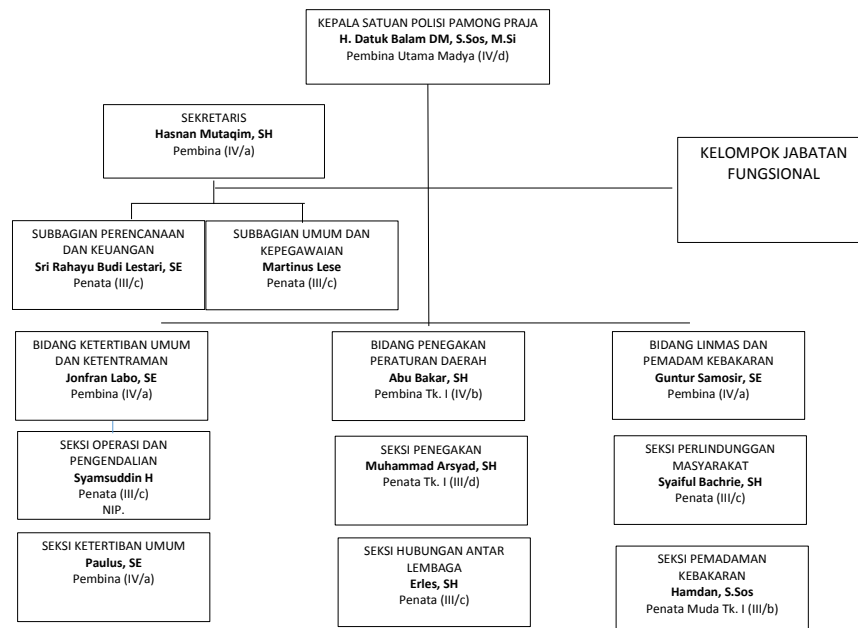 KEPALA SATUAN POLISI PAMONG PRAJA
H. Datuk Balam DM, S.Sos, M.Si
Pembina Utama Madya (IV/d)
SEKRETARIS
Hasnan Mutaqim, SH
Pembina (IV/a)
KELOMPOK JABATAN
FUNGSIONAL
SUBBAGIAN PERENCANAAN
DAN KEUANGAN
Sri Rahayu Budi Lestari, SE
Penata (III/c)
SUBBAGIAN UMUM DAN
KEPEGAWAIAN
Martinus Lese
Penata (III/c)
BIDANG KETERTIBAN UMUM
DAN KETENTRAMAN
Jonfran Labo, SE
Pembina (IV/a)
BIDANG PENEGAKAN
PERATURAN DAERAH
Abu Bakar, SH
Pembina Tk. I (IV/b)
BIDANG LINMAS DAN
PEMADAM KEBAKARAN
Guntur Samosir, SE
Pembina (IV/a)
SEKSI OPERASI DAN
PENGENDALIAN
Syamsuddin H
Penata (III/c)
NIP.
SEKSI PENEGAKAN
Muhammad Arsyad, SH
Penata Tk. I (III/d)
SEKSI PERLINDUNGGAN
MASYARAKAT
Syaiful Bachrie, SH
Penata (III/c)
SEKSI KETERTIBAN UMUM
Paulus, SE
Pembina (IV/a)
SEKSI HUBUNGAN ANTAR
LEMBAGA
Erles, SH
Penata (III/c)
SEKSI PEMADAMAN
KEBAKARAN
Hamdan, S.Sos
Penata Muda Tk. I (III/b)